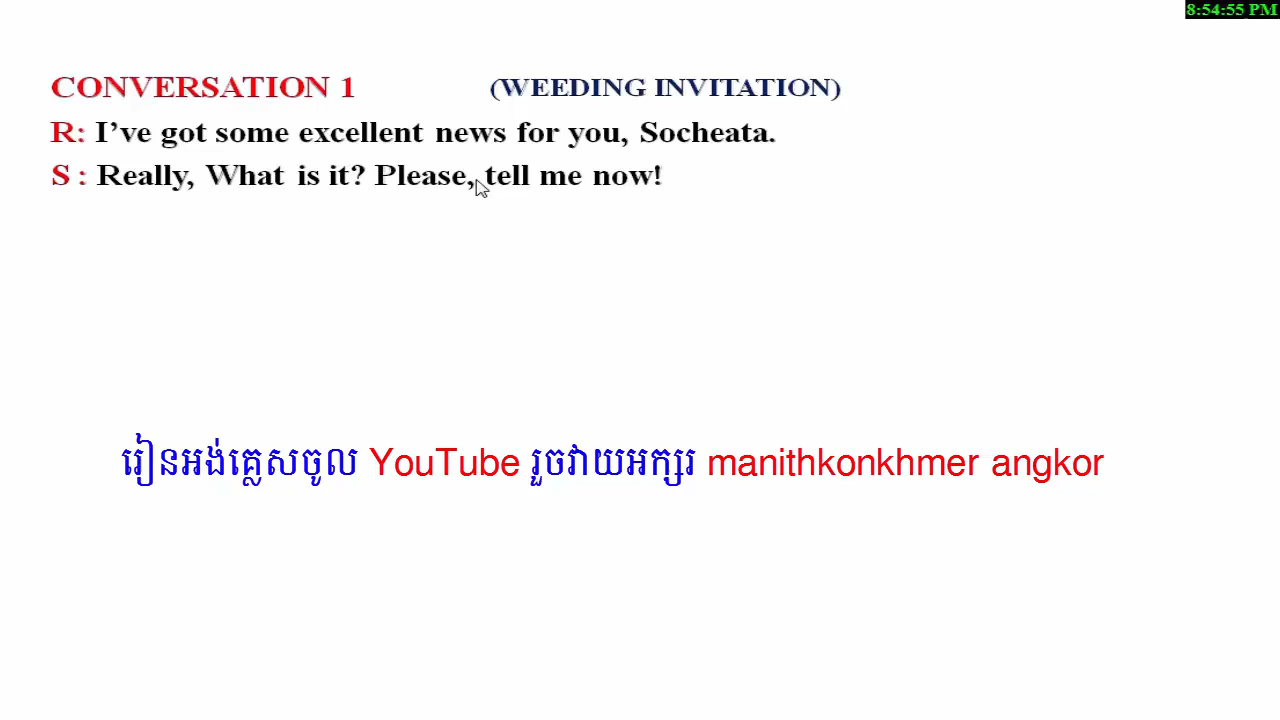 8:54:55 PM
CONVERSATION 1 (WEEDING INVITATION)
R: I’ve got some excellent news for you, Socheata.
S : Really, What is it? Please, tell me now!
រៀនអង់គ្លេសចូល YouTube រួចវាយអក្សរ manithkonkhmer angkor